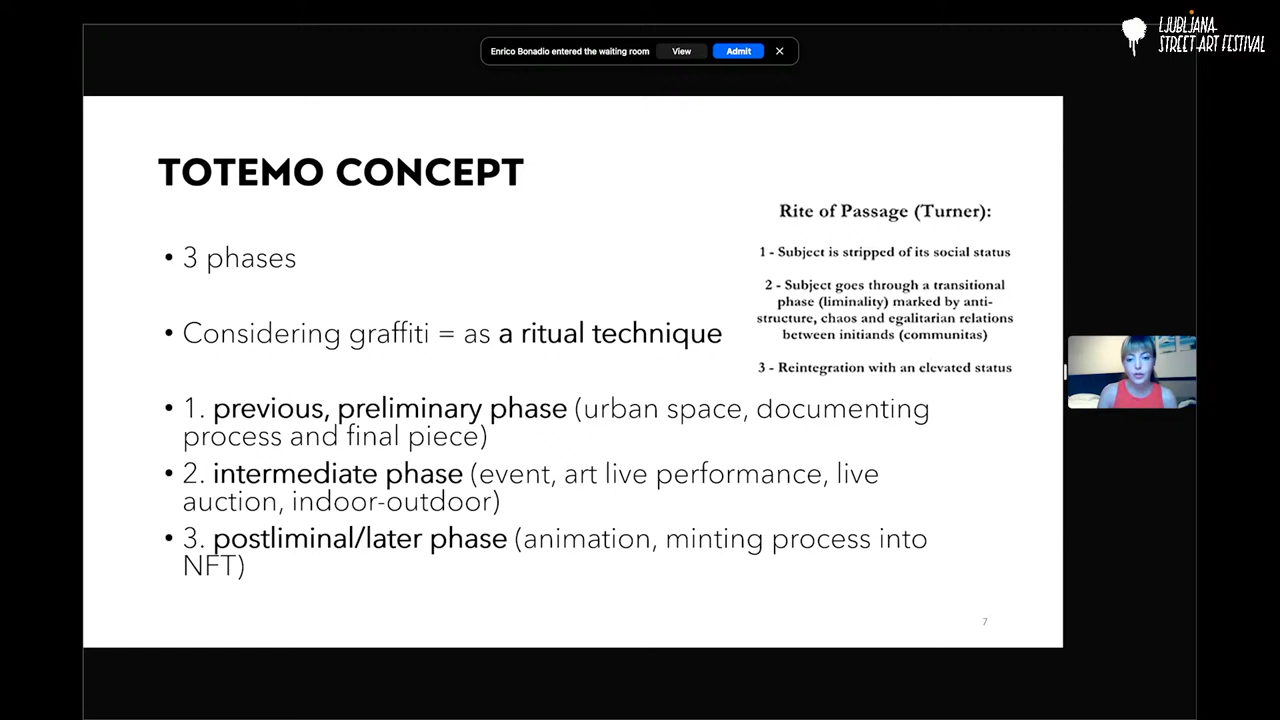 LJUBLJANA
STREET ART FESTIVAL
Enrico Bonadio entered the waiting room View Admit
TOTEMO CONCEPT
• 3 phases
• Considering graffiti = as a ritual technique
• 1. previous, preliminary phase (urban space, documenting
process and final piece)
• 2. intermediate phase (event, art live performance, live
auction, indoor-outdoor)
• 3. postliminal/later phase (animation, minting process into
NFT)
Rite of Passage (Turner):
1 - Subject is stripped of its social status
2 - Subject goes through a transitional
phase (liminality) marked by anti-
structure, chaos and egalitarian relations
between initiands (communitas)
3 - Reintegration with an elevated status
7